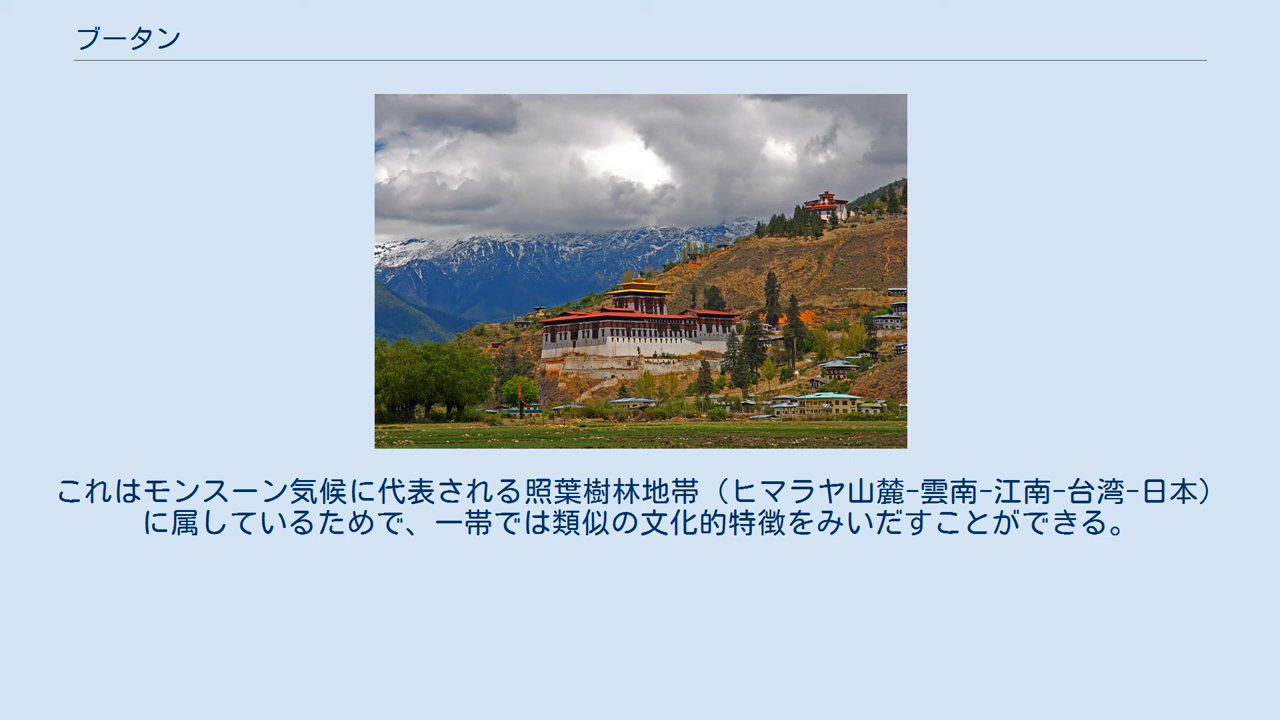 ブータン
これはモンスーン気候に代表される照葉樹林地帯（ヒマラヤ山麓-雲南-江南-台湾-日本）
に属しているためで、一帯では類似の文化的特徴をみいだすことができる。